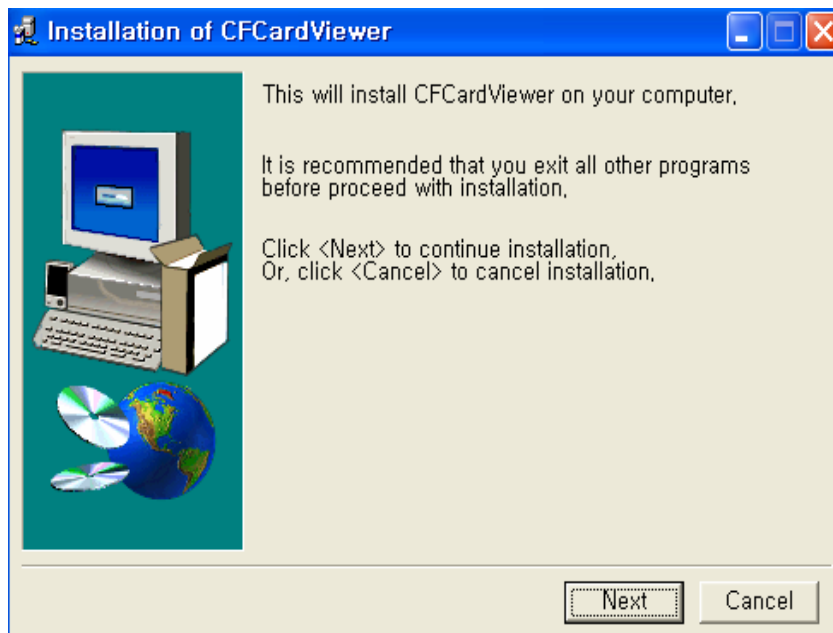 Installation of CFCardViewer
This will install CFCardViewer on your computer,
It is recommended that you exit all other programs
before proceed with installation,
Click <Next> to continue installation,
Or, click <Cancel> to cancel installation,
Next
Cancel